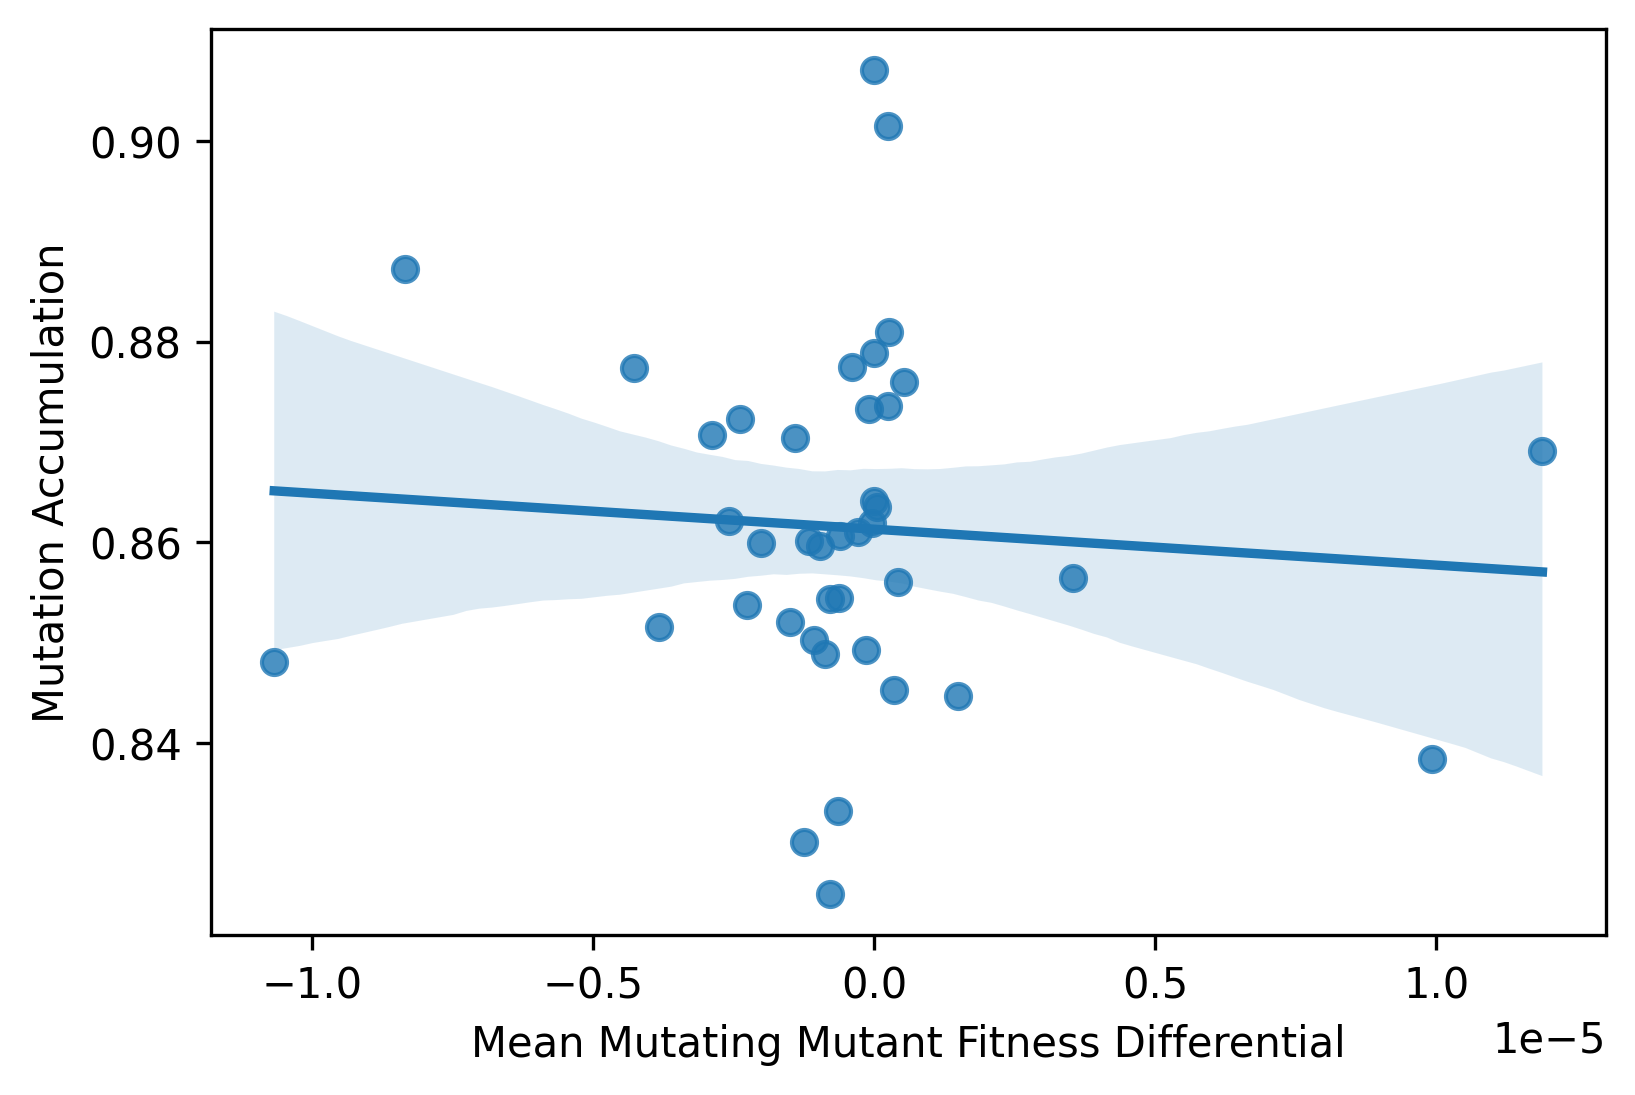 0.90
0.88
0.86
0.84
Mutation Accumulation
−1.0 −0.5 0.0 0.5 1.0
1e−5
Mean Mutating Mutant Fitness Differential